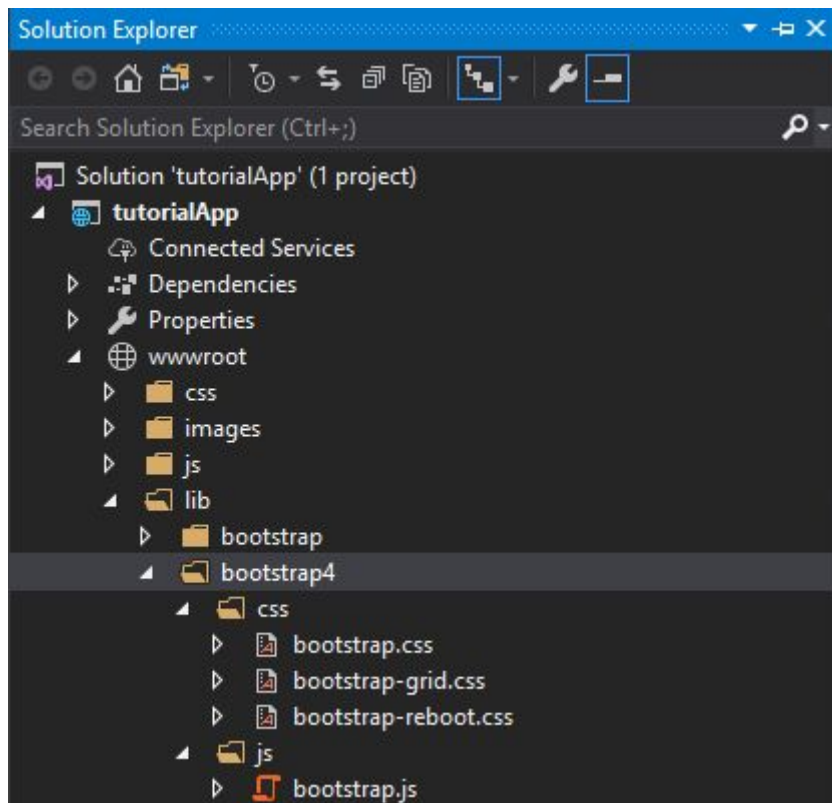 Solution Explorer
Search Solution Explorer (Ctrl+;)
Solution 'tutorialApp' (1 project)
tutorialApp
Connected Services
Dependencies
Properties
wwwroot
css
images
js
lib
bootstrap
bootstrap4
css
bootstrap.css
bootstrap-grid.css
bootstrap-reboot.css
js
bootstrap.js